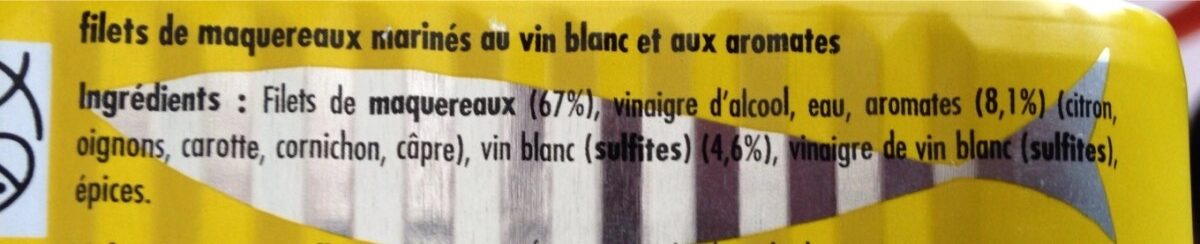 filets de maquereaux marinés au vin blanc et aux aromates
Ingrédients : Filets de maquereaux (67%), vinaigre d'alcool, eau, aromates (8,1%) (citron,
oignons, carotte, cornichon, câpre), vin blanc (sulfites) (4,6%), vinaigre de vin blanc (sulfites),
épices.